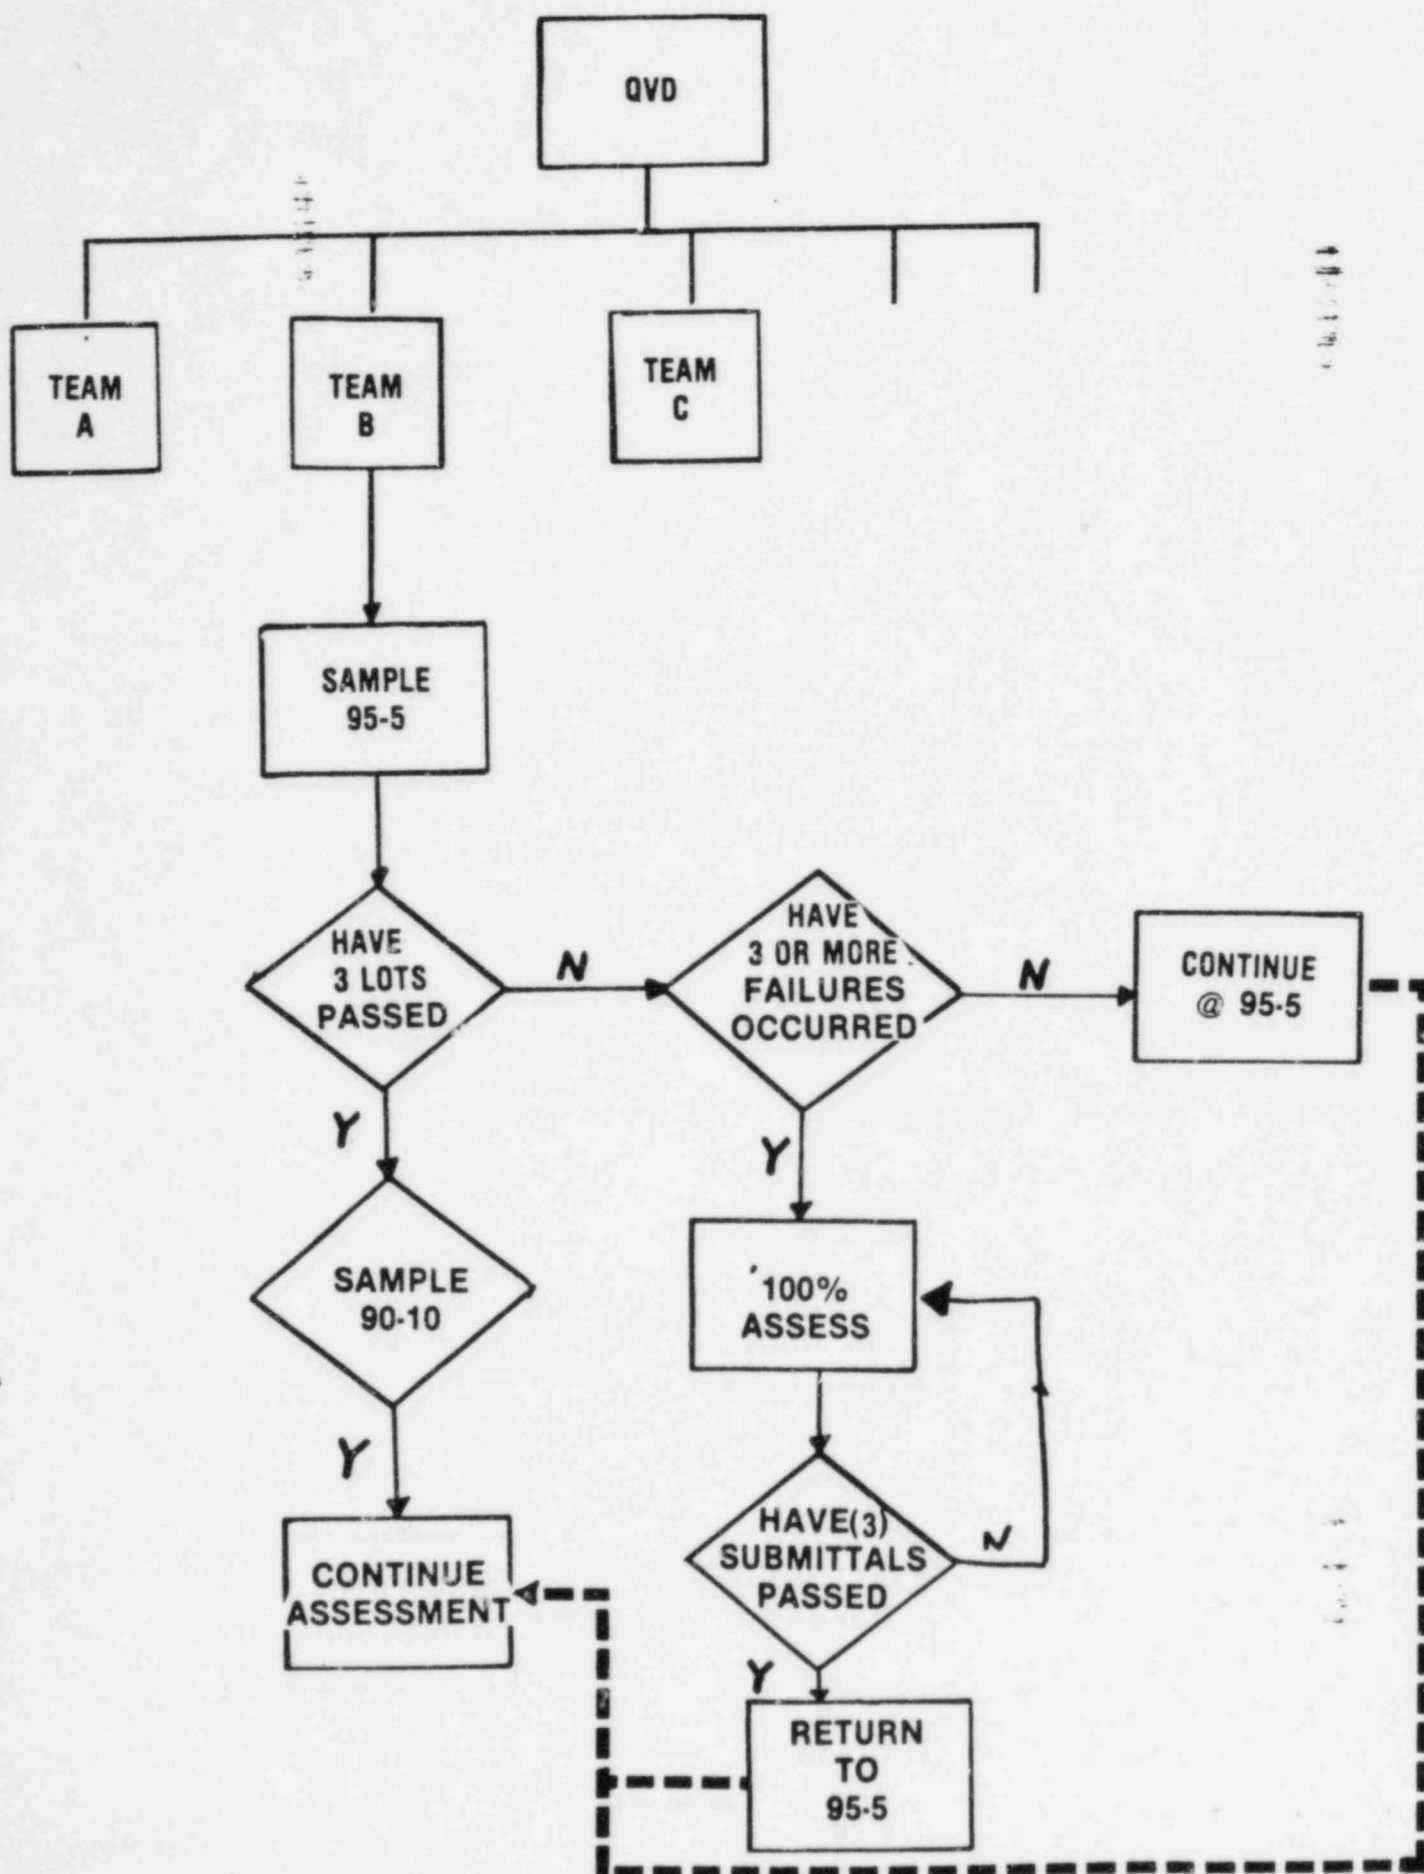 QVD
TEAM
A
TEAM
B
TEAM
C
SAMPLE
95-5
HAVE
3 LOTS
PASSED
N
HAVE
3 OR MORE
FAILURES
OCCURRED
N
CONTINUE
@ 95-5
Y
Y
SAMPLE
90-10
100%
ASSESS
Y
HAVE (3)
SUBMITTALS
PASSED
N
CONTINUE
ASSESSMENT
Y
RETURN
TO
95-5